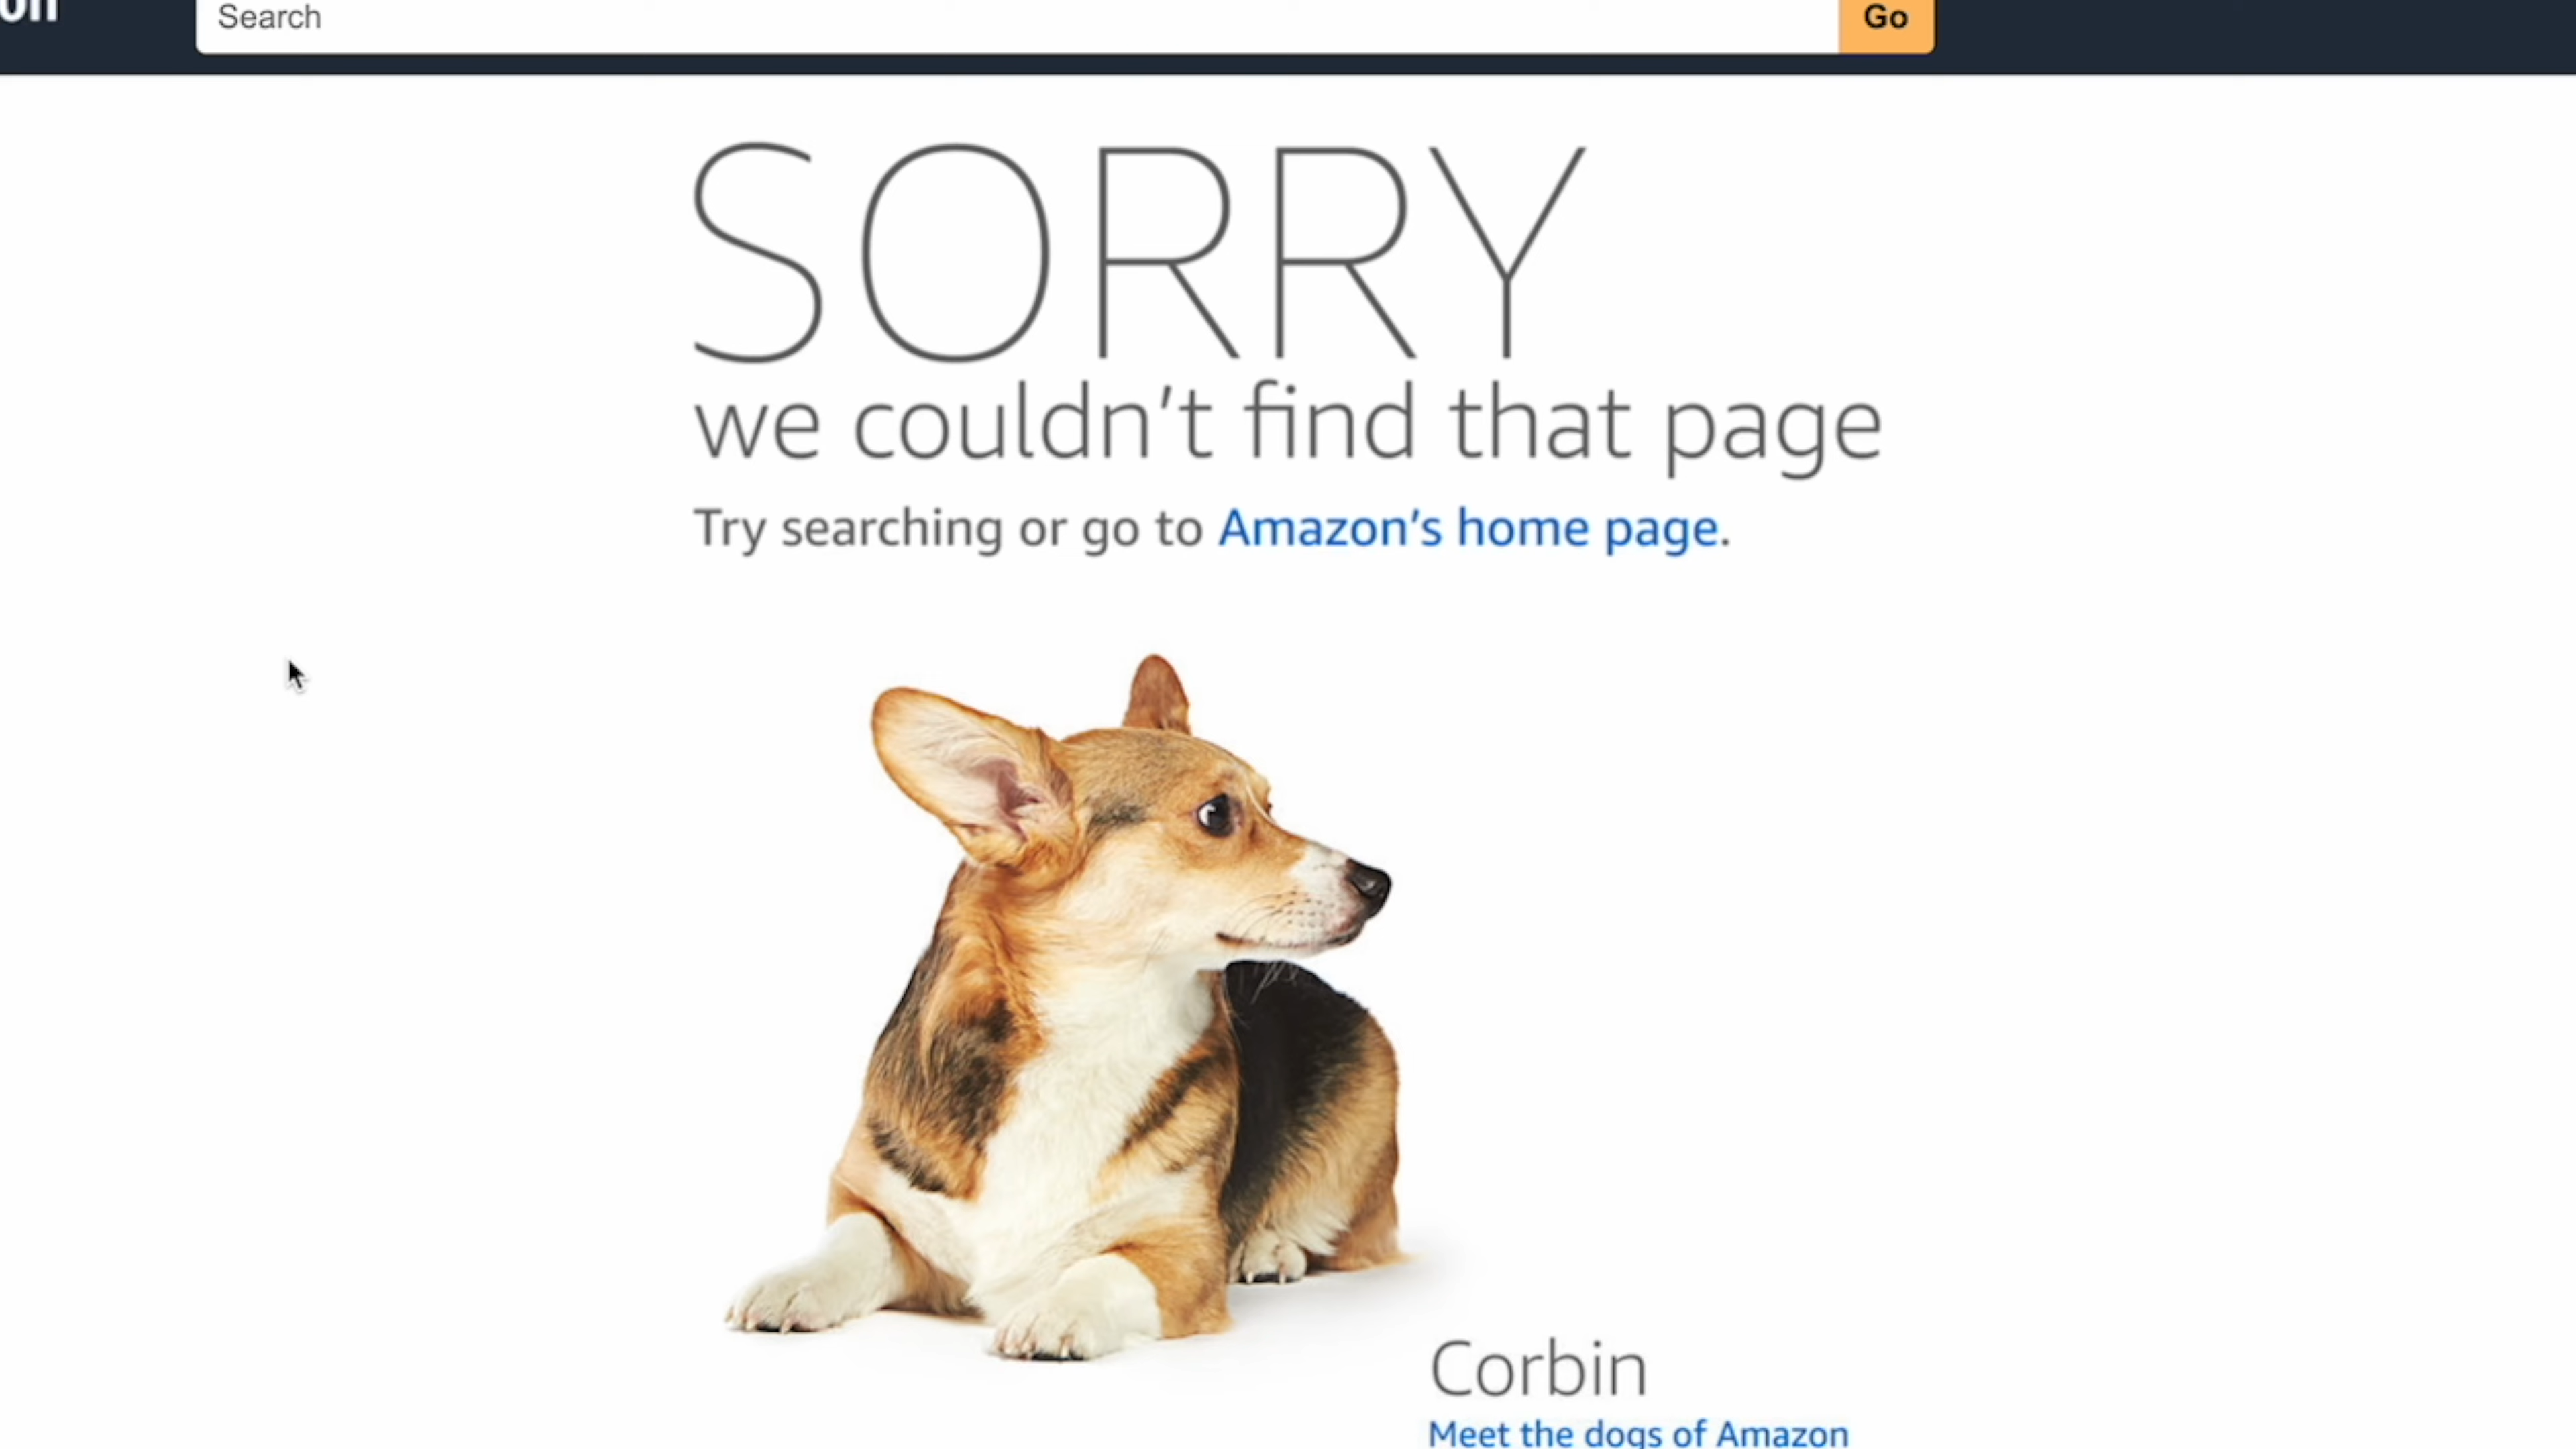 on
Search
Go
SORRY
we couldn't find that page
Try searching or go to Amazon's home page.
Corbin
Meet the dogs of Amazon